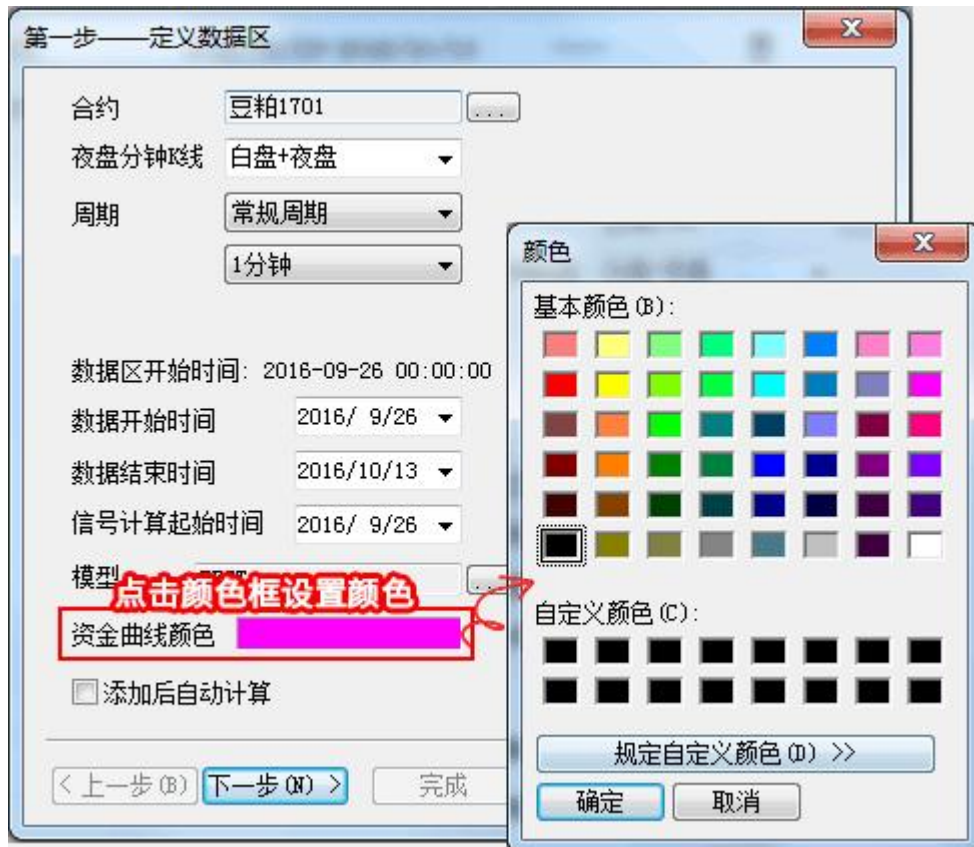 第一步——定义数据区
合约 豆粕1701 ...
夜盘分钟K线 白盘+夜盘
周期 常规周期
1分钟
数据区开始时间: 2016-09-26 00:00:00
数据开始时间 2016/ 9/26
数据结束时间 2016/10/13
信号计算起始时间 2016/ 9/26
模型
点击颜色框设置颜色
资金曲线颜色
添加后自动计算
< 上一步(B) 下一步(N) > 完成
颜色
基本颜色(B):
自定义颜色(C):
规定自定义颜色(D) >>
确定 取消